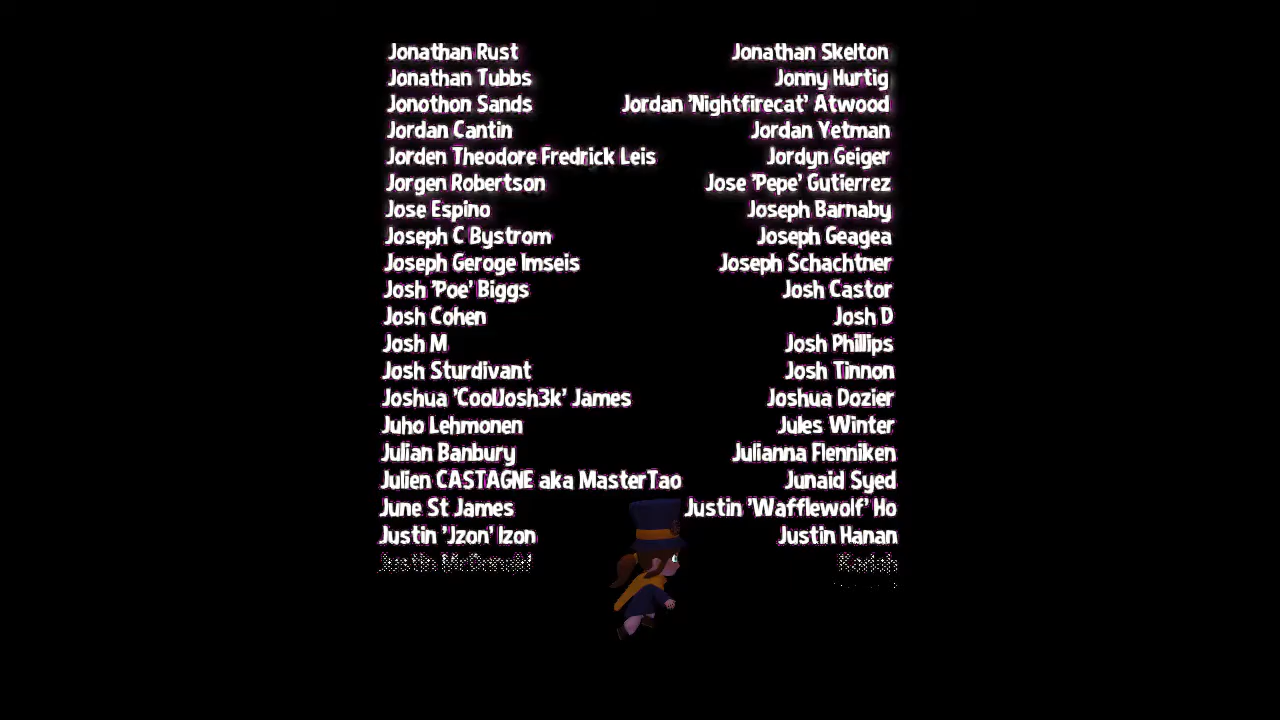 Jonathan Rust Jonathan Skelton
Jonathan Tubbs Jonny Hurtig
Jonothon Sands Jordan 'Nightfirecat' Atwood
Jordan Cantin Jordan Yetman
Jorden Theodore Fredrick Leis Jordyn Geiger
Jorgen Robertson Jose 'Pepe' Gutierrez
Jose Espino Joseph Barnaby
Joseph C Bystrom Joseph Geagea
Joseph Geroge Imseis Joseph Schachtner
Josh 'Poe' Biggs Josh Castor
Josh Cohen Josh D
Josh M Josh Phillips
Josh Sturdivant Josh Tinnon
Joshua 'CoolJosh3k' James Joshua Dozier
Juho Lehmonen Jules Winter
Julian Banbury Julianna Flenniken
Julien CASTAGNE aka MasterTao Junaid Syed
June St James Justin 'Wafflewolf' Ho
Justin 'Jzon' Izon Justin Hanan
Justin McDonald